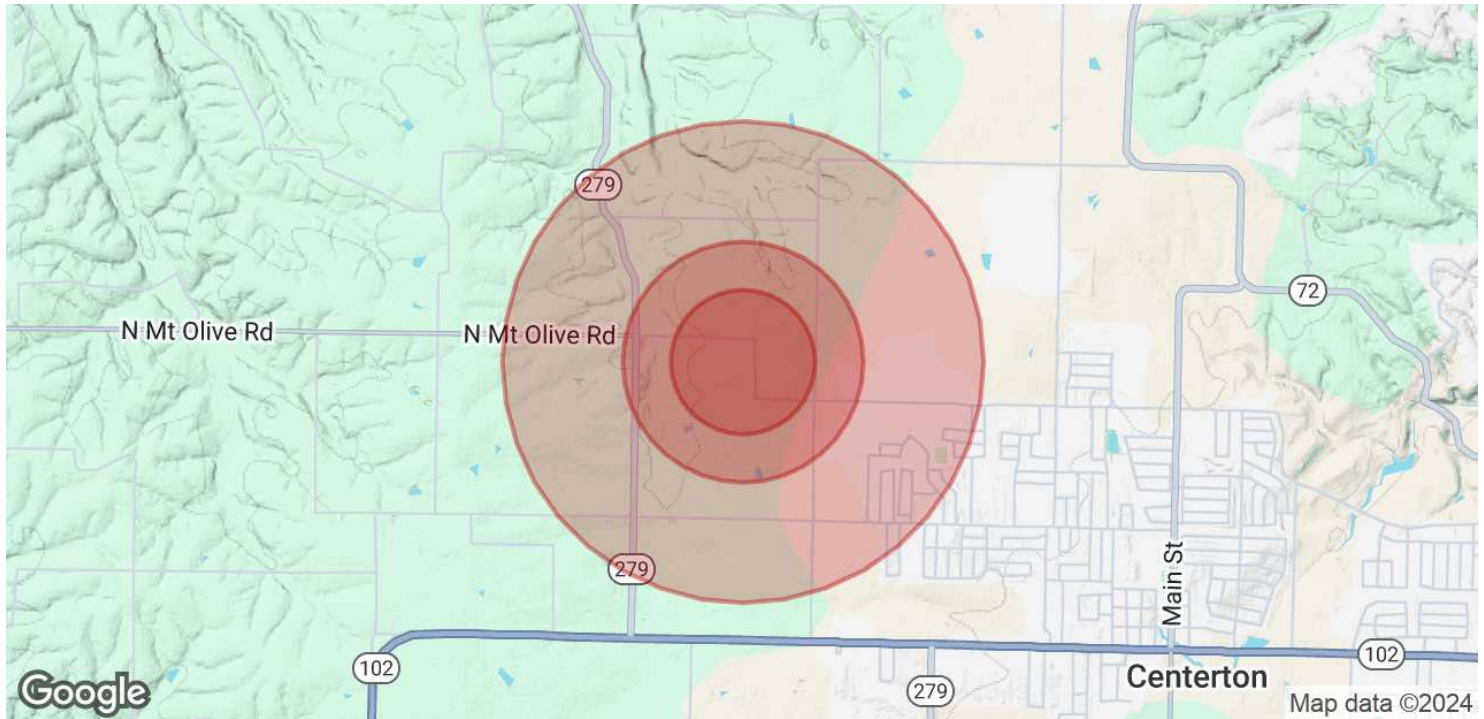 279
72
N Mt Olive Rd
N Mt Olive Rd
Main St
279
102
102
Centerton
279
Google
Map data ©2024